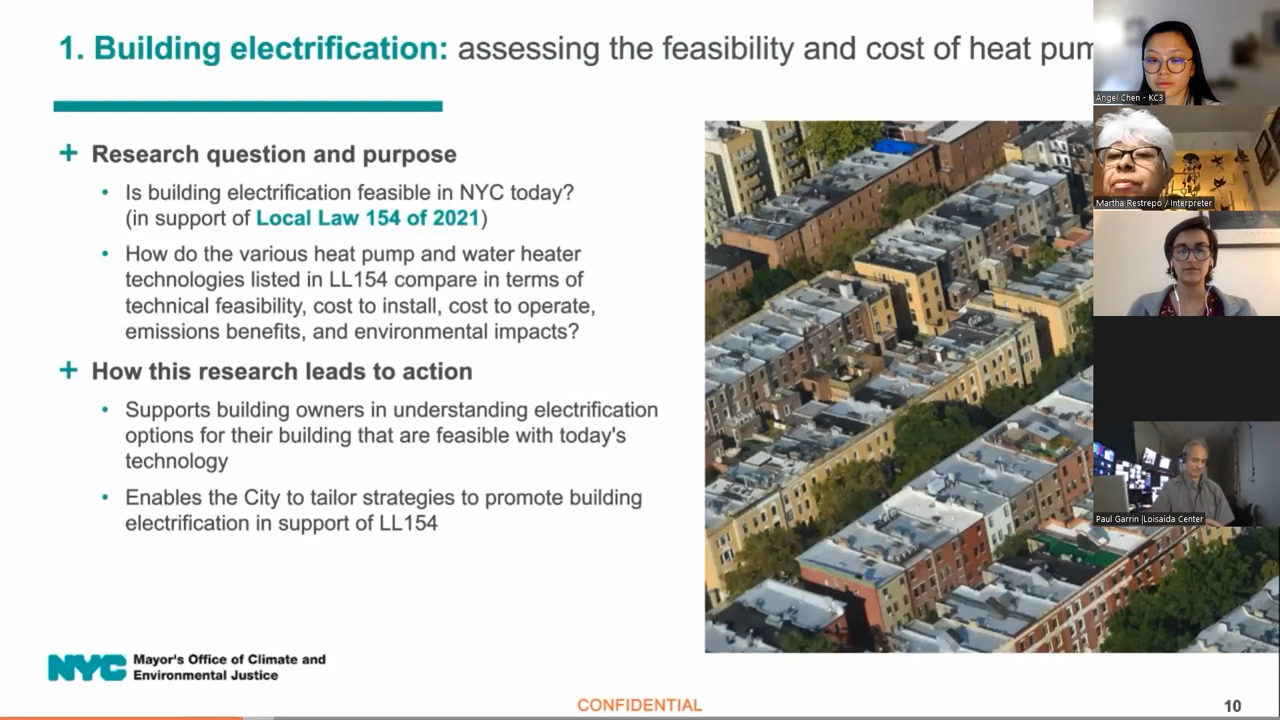 1. Building electrification: assessing the feasibility and cost of heat pum
+ Research question and purpose
• Is building electrification feasible in NYC today?
(in support of Local Law 154 of 2021)
• How do the various heat pump and water heater
technologies listed in LL154 compare in terms of
technical feasibility, cost to install, cost to operate,
emissions benefits, and environmental impacts?
+ How this research leads to action
• Supports building owners in understanding electrification
options for their building that are feasible with today's
technology
• Enables the City to tailor strategies to promote building
electrification in support of LL154
NYC Mayor's Office of Climate and
Environmental Justice
CONFIDENTIAL
10
Angel Chen - KC3
Martha Restrepo / Interpreter
Paul Garrin |Loisaida Center